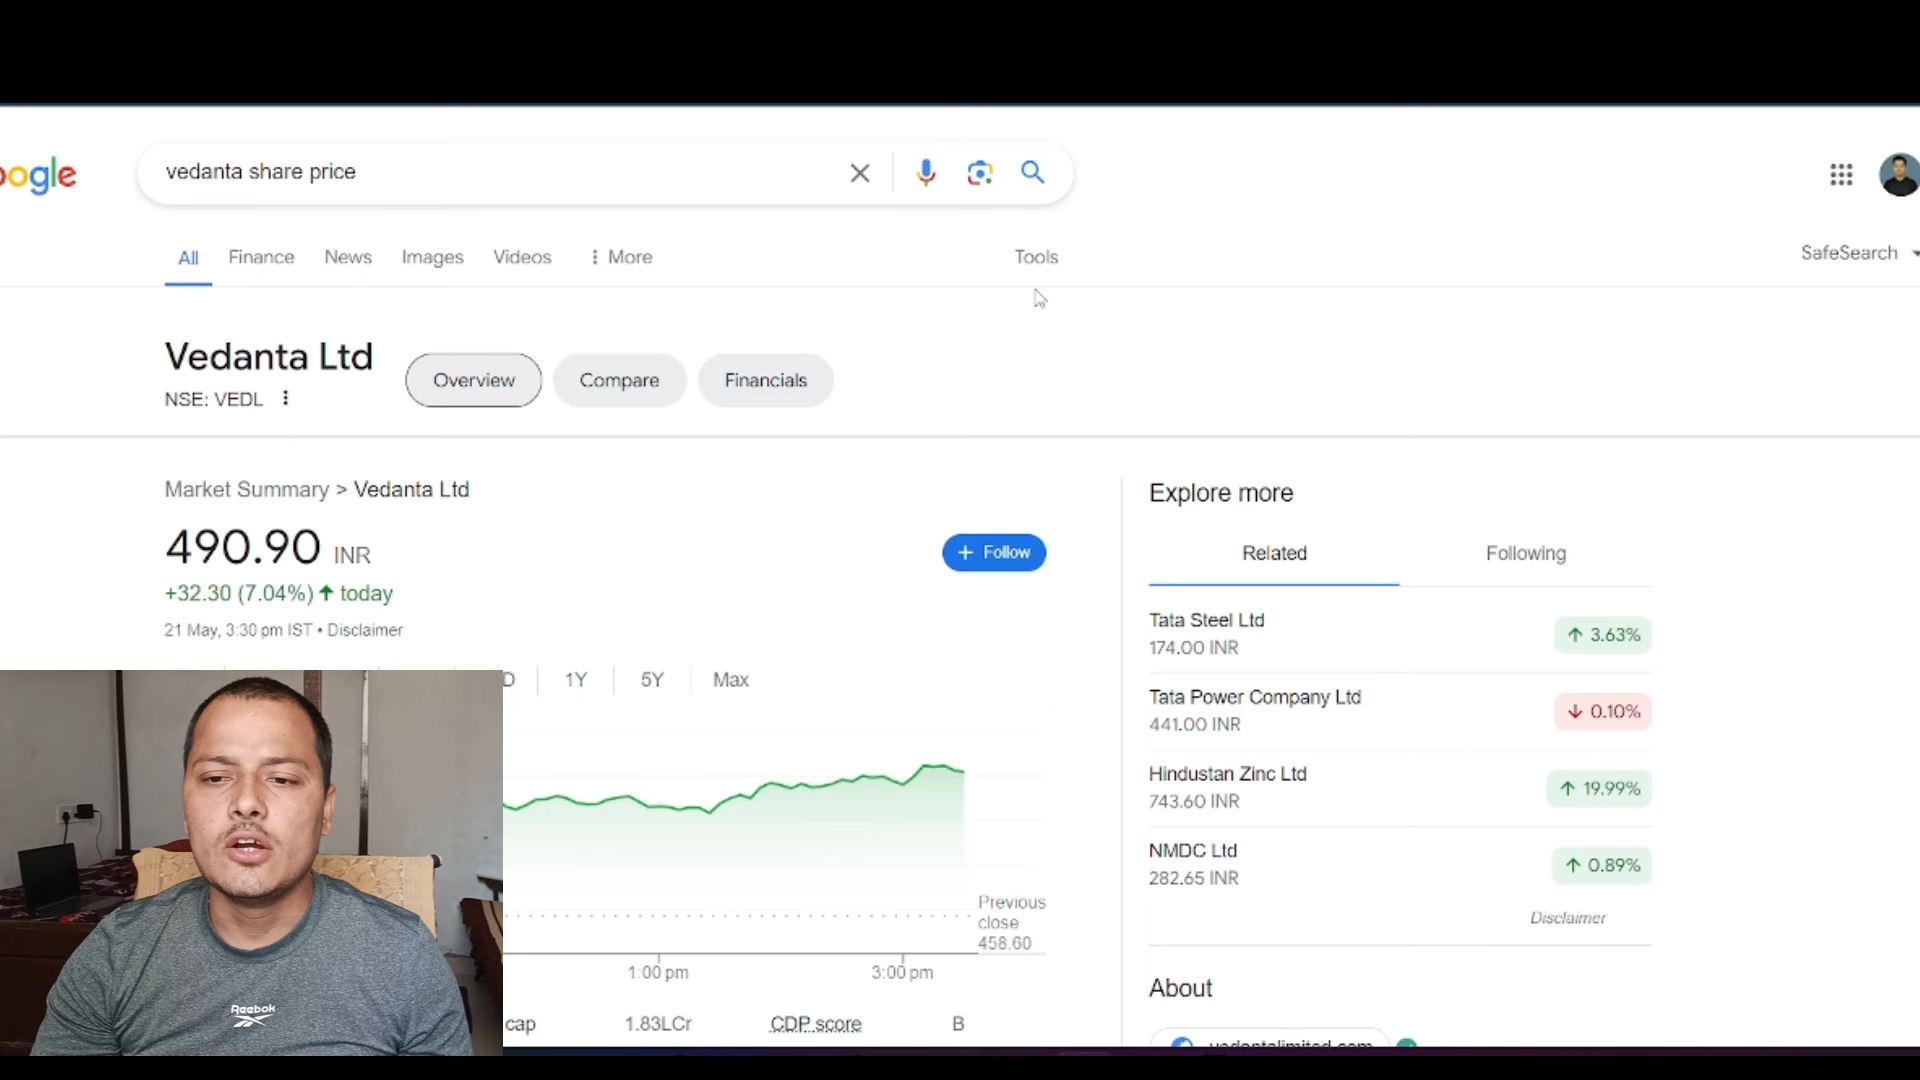 oogle
vedanta share price
All
Finance
News
Images
Videos
More
Tools
SafeSearch
Vedanta Ltd
NSE: VEDL
Overview
Compare
Financials
Market Summary > Vedanta Ltd
490.90 INR
+ Follow
+32.30 (7.04%) ↑ today
21 May, 3:30 pm IST • Disclaimer
D
1Y
5Y
Max
Previous
close
458.60
1:00 pm
3:00 pm
cap
1.83LCr
CDP score
B
Explore more
Related
Following
Tata Steel Ltd
174.00 INR
↑ 3.63%
Tata Power Company Ltd
441.00 INR
↓ 0.10%
Hindustan Zinc Ltd
743.60 INR
↑ 19.99%
NMDC Ltd
282.65 INR
↑ 0.89%
Disclaimer
About
vedantalimited.com
Reebok